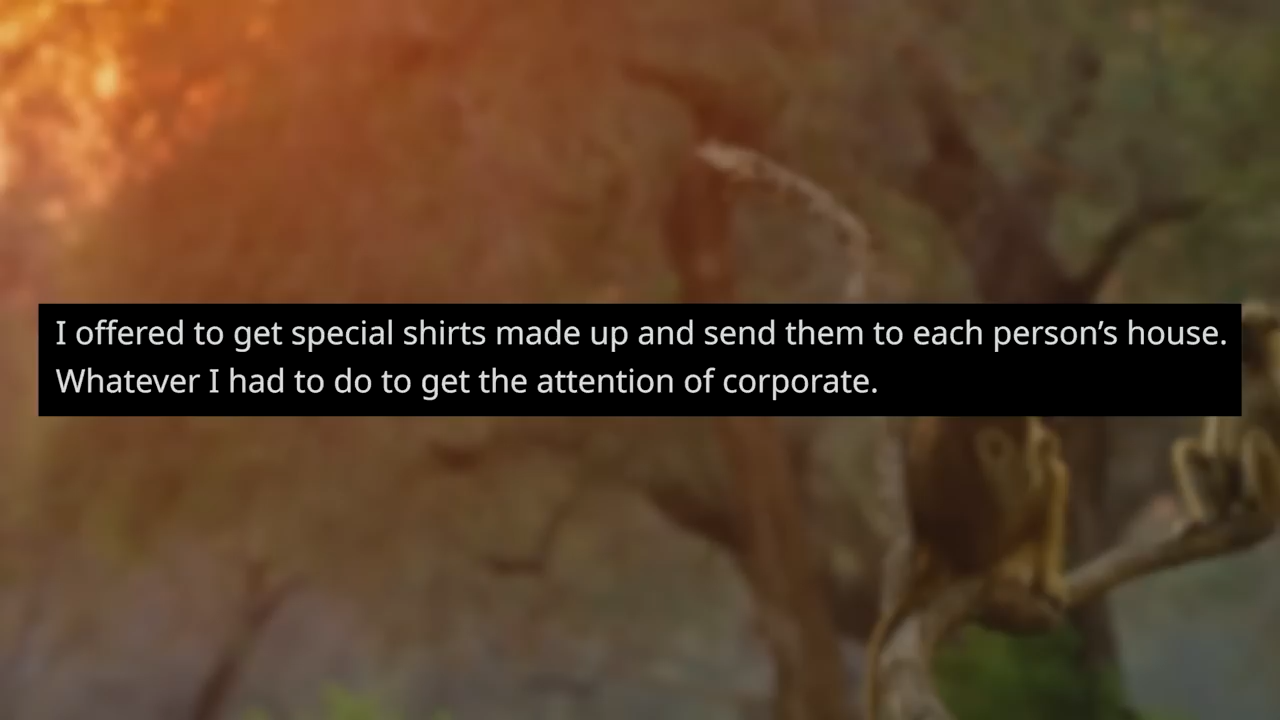 I offered to get special shirts made up and send them to each person’s house.
Whatever I had to do to get the attention of corporate.